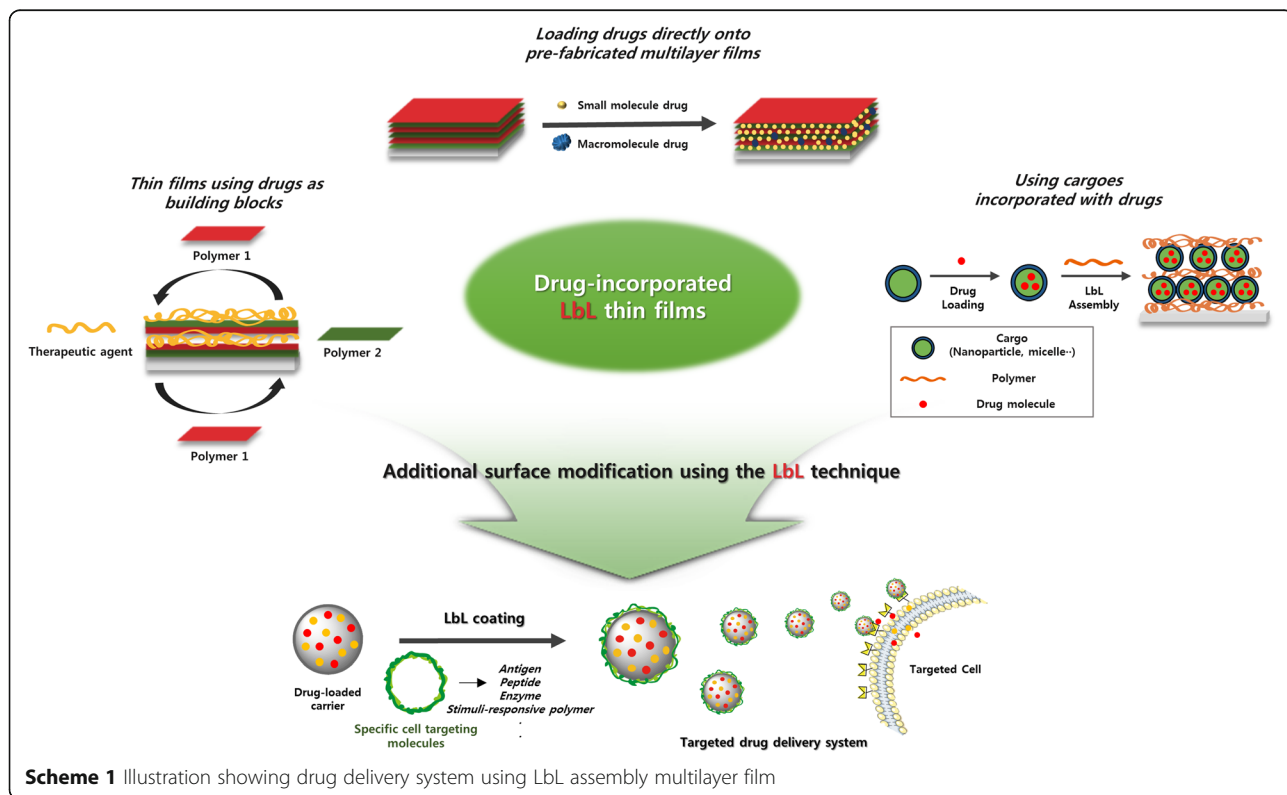 Loading drugs directly onto
pre-fabricated multilayer films
Small molecule drug
Macromolecule drug
Thin films using drugs as
building blocks
Polymer 1
Therapeutic agent
Polymer 2
Polymer 1
Drug-incorporated
LbL thin films
Using cargoes
incorporated with drugs
Drug
Loading
LbL
Assembly
Cargo
(Nanoparticle, micelle··)
Polymer
Drug molecule
Additional surface modification using the LbL technique
LbL coating
Drug-loaded
carrier
Antigen
Peptide
Enzyme
Stimuli-responsive polymer
.
.
Specific cell targeting
molecules
Targeted Cell
Targeted drug delivery system
Scheme 1 Illustration showing drug delivery system using LbL assembly multilayer film